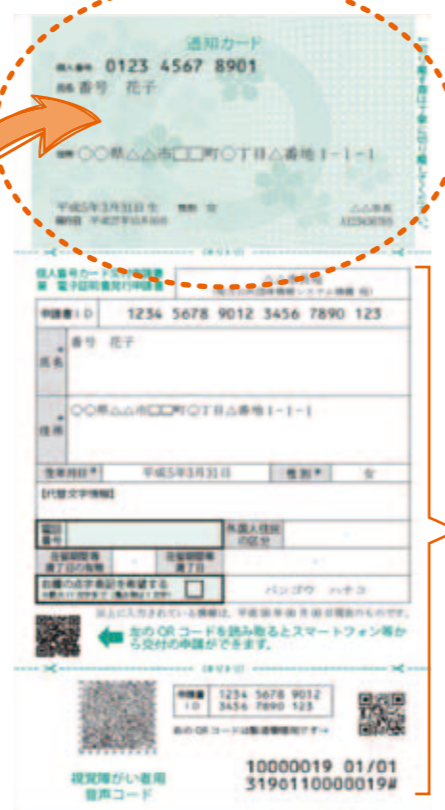 通知カード
個人番号 0123 4567 8901
氏名 番号 花子
住所 ○○県△△市□□町○丁目△番地1-1-1
平成5年3月31日生 性別 女
個人番号カード交付申請書
兼 電子証明書発行申請書
申請書ID 1234 5678 9012 3456 7890 123
氏名 番号 花子
住所 ○○県△△市□□町○丁目△番地1-1-1
生年月日 平成5年3月31日 性別 女
【代替文字情報】
電話番号 外国人住民の区分
在留期間等満了日の有無 在留期間等満了日
お名前の点字表記を希望する
バンゴウ ハナコ
左のQRコードを読み取るとスマートフォン等か
ら交付の申請ができます。
申請書ID 1234 5678 9012
3456 7890 123
視覚障がい者用
音声コード
10000019 01/01
3190110000019#